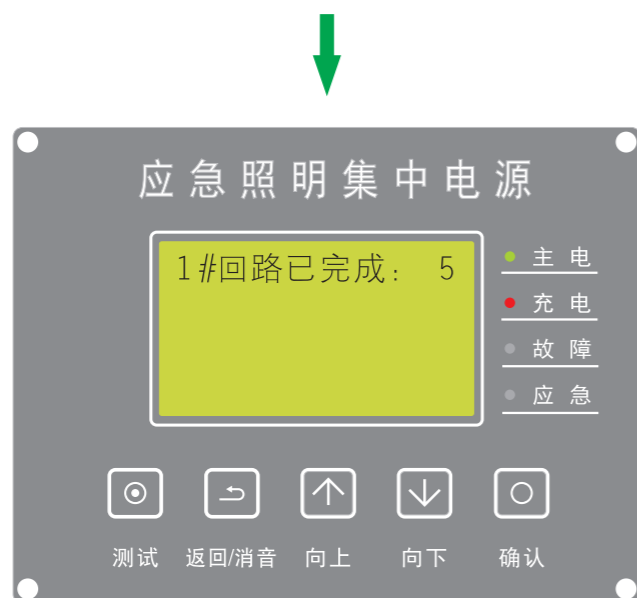 应急照明集中电源
1#回路已完成: 5
主电
充电
故障
应急
测试 返回/消音 向上 向下 确认